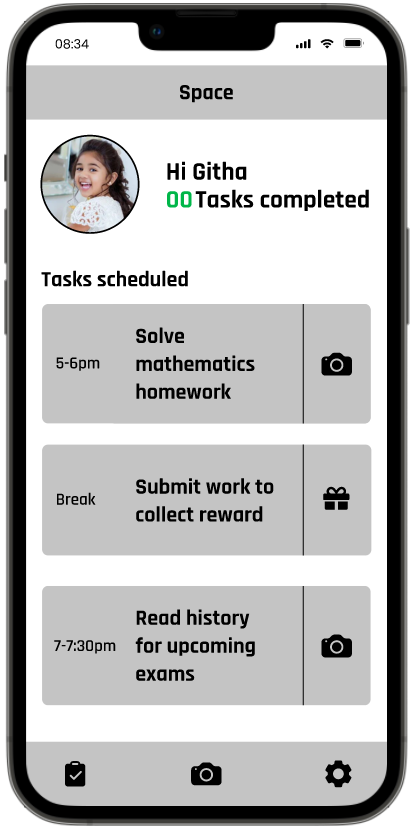 08:34
Space
Hi Githa
00 Tasks completed
Tasks scheduled
5-6pm
Solve
mathematics
homework
Break
Submit work to
collect reward
7-7:30pm
Read history
for upcoming
exams